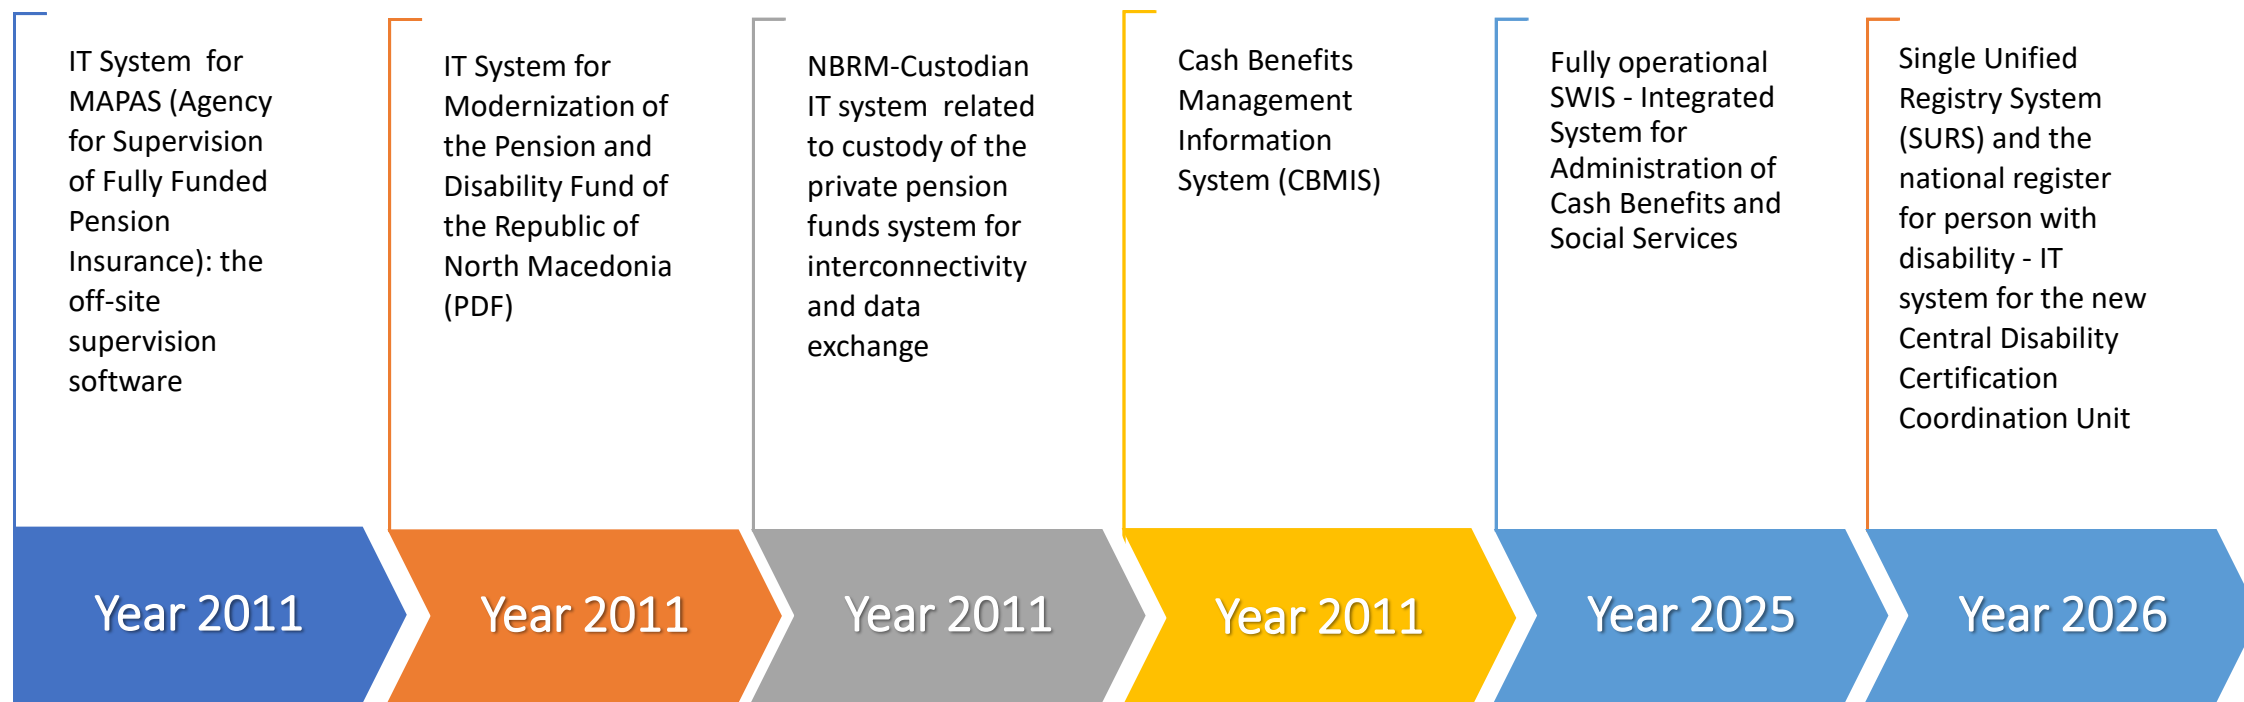 IT System for
MAPAS (Agency
for Supervision
of Fully Funded
Pension
Insurance): the
off-site
supervision
software
IT System for
Modernization of
the Pension and
Disability Fund of
the Republic of
North Macedonia
(PDF)
NBRM-Custodian
IT system related
to custody of the
private pension
funds system for
interconnectivity
and data
exchange
Cash Benefits
Management
Information
System (CBMIS)
Fully operational
SWIS - Integrated
System for
Administration of
Cash Benefits and
Social Services
Single Unified
Registry System
(SURS) and the
national register
for person with
disability - IT
system for the new
Central Disability
Certification
Coordination Unit
Year 2011
Year 2011
Year 2011
Year 2011
Year 2025
Year 2026